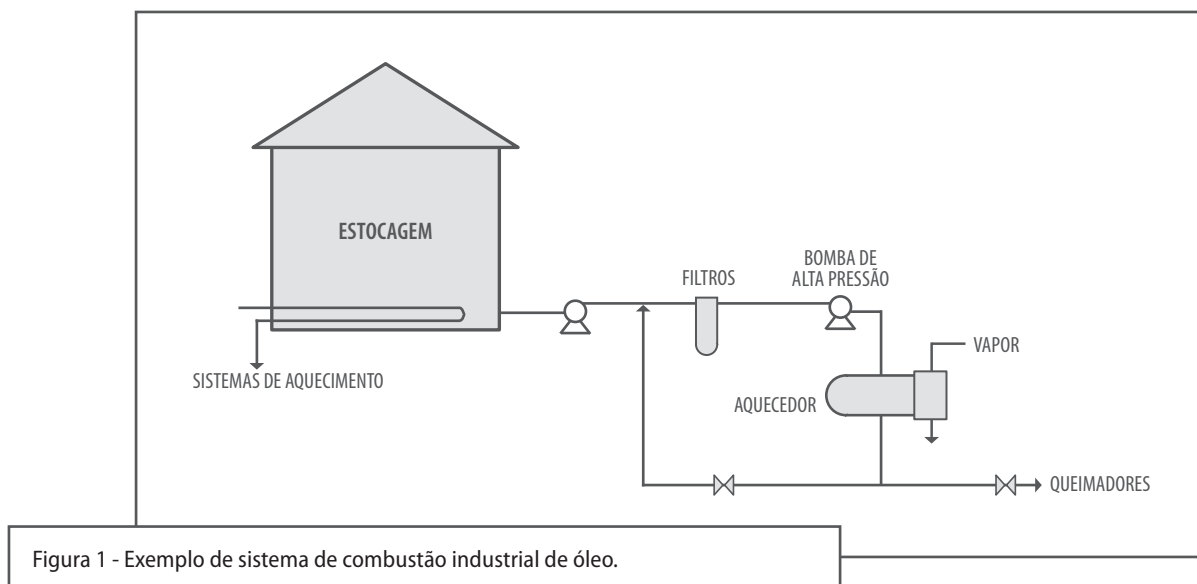 ESTOCAGEM
BOMBA DE
ALTA PRESSÃO
FILTROS
VAPOR
SISTEMAS DE AQUECIMENTO
AQUECEDOR
QUEIMADORES
Figura 1 - Exemplo de sistema de combustão industrial de óleo.